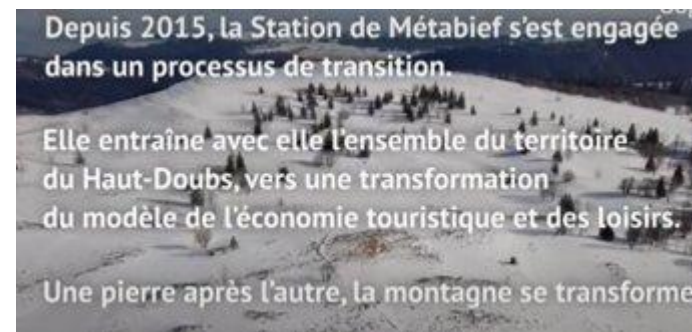 Depuis 2015, la Station de Métabief s'est engagée
dans un processus de transition.
Elle entraîne avec elle l'ensemble du territoire
du Haut-Doubs, vers une transformation
du modèle de l'économie touristique et des loisirs.
Une pierre après l'autre, la montagne se transforme